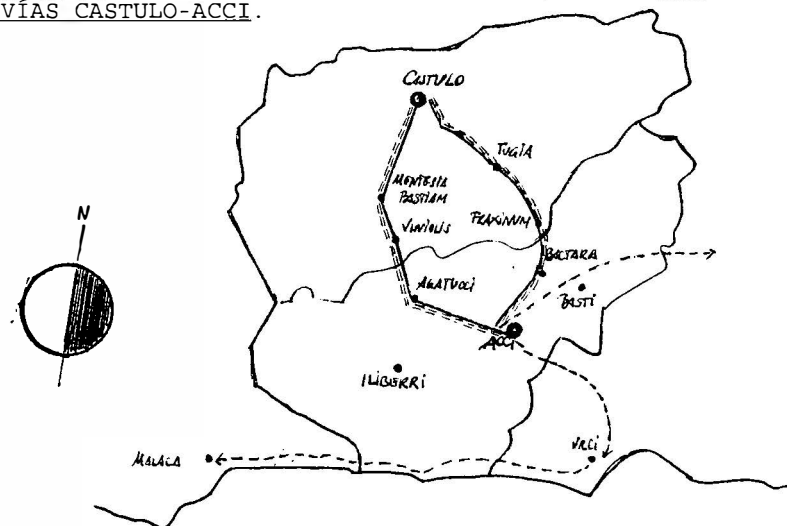 VÍAS CASTULO-ACCI.
CASTULO
TUGIA
MENTESIA
BASTIAM
FRAXINUM
VINIOLIS
BACTARA
AGATUCCI
BASTI
ACCI
ILIBERRI
MALACA
URCI
N